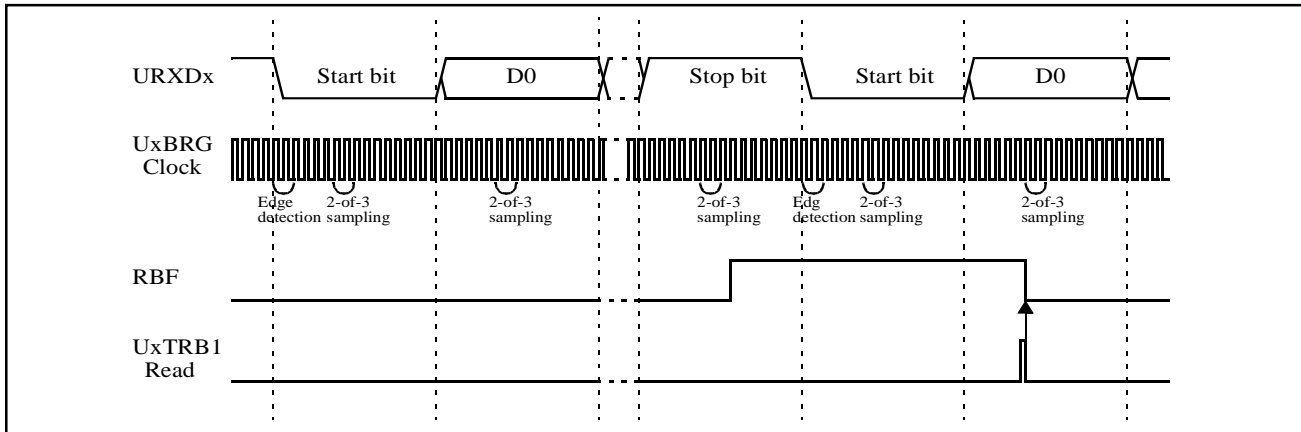 URXDx
Start bit
D0
Stop bit
Start bit
D0
UxBRG
Clock
Edge
detection
2-of-3
sampling
2-of-3
sampling
2-of-3
sampling
Edg
detection
2-of-3
sampling
2-of-3
sampling
RBF
UxTRB1
Read